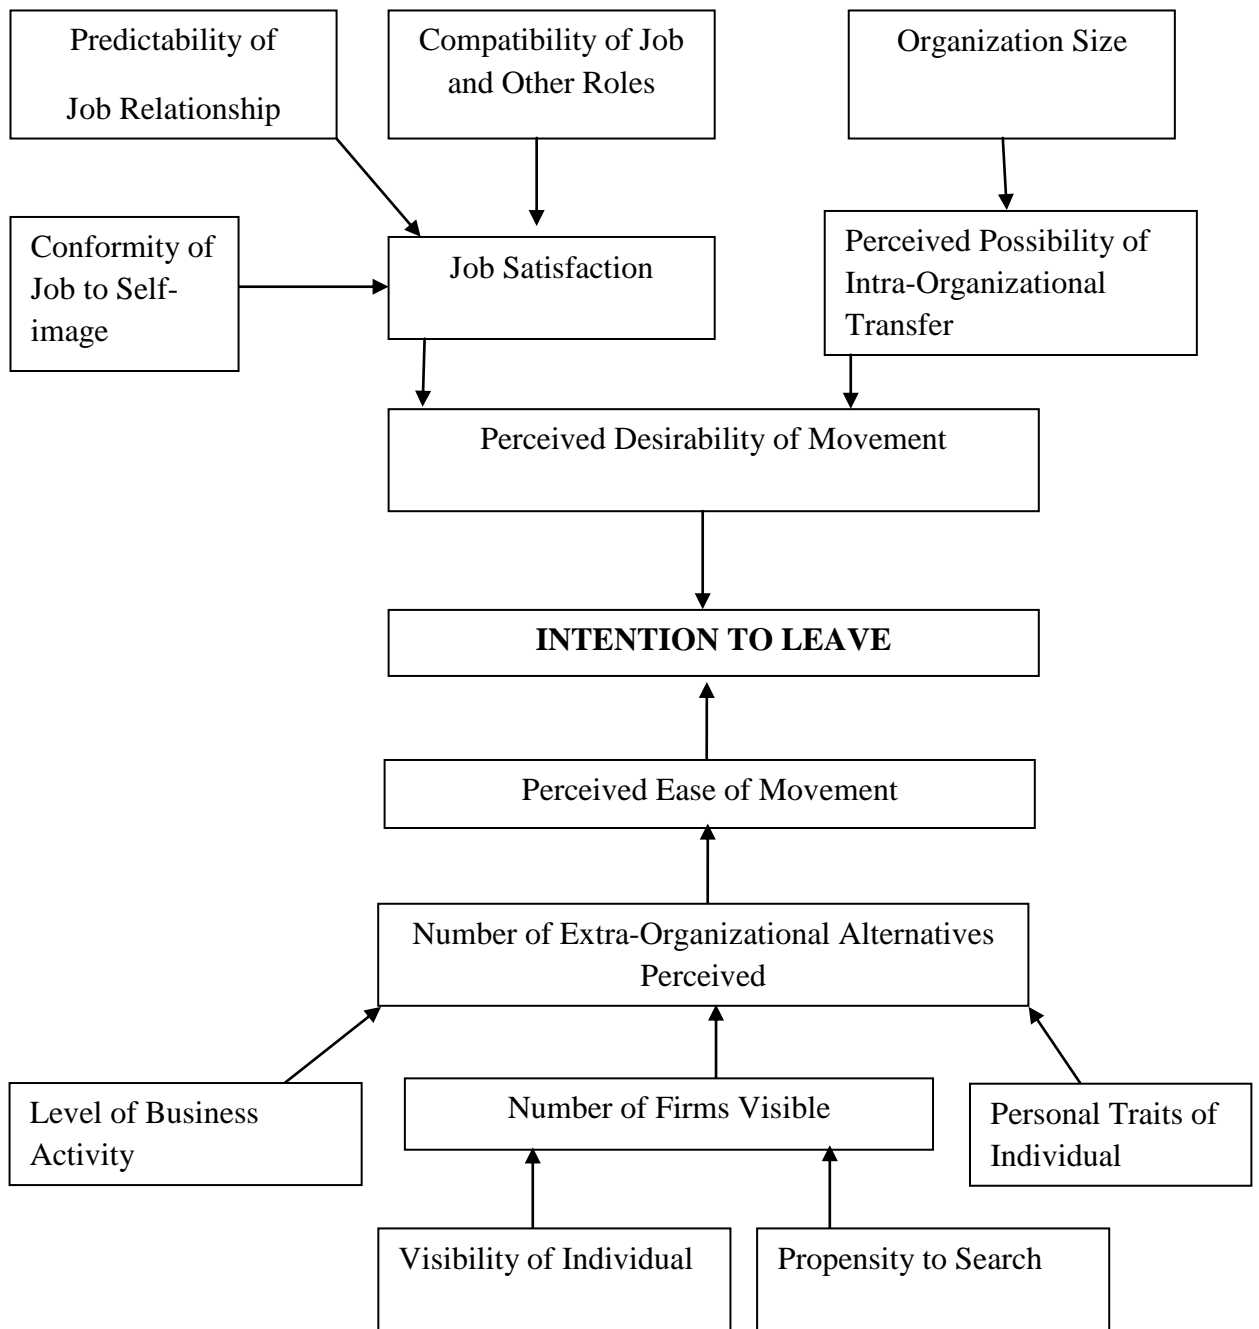 Predictability of
Job Relationship
Compatibility of Job
and Other Roles
Organization Size
Conformity of
Job to Self-
image
Job Satisfaction
Perceived Possibility of
Intra-Organizational
Transfer
Perceived Desirability of Movement
INTENTION TO LEAVE
Perceived Ease of Movement
Number of Extra-Organizational Alternatives
Perceived
Level of Business
Activity
Number of Firms Visible
Personal Traits of
Individual
Visibility of Individual
Propensity to Search